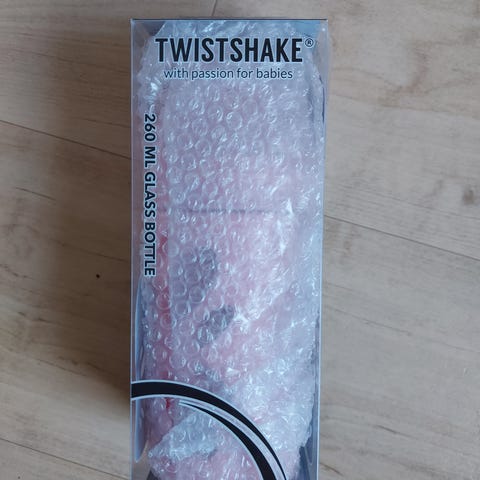 TWISTSHAKE®
with passion for babies
260 ML GLASS BOTTLE